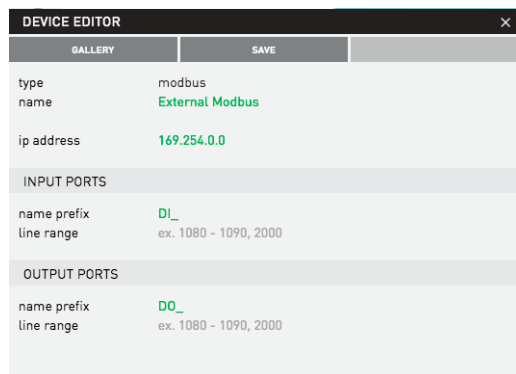 DEVICE EDITOR ×
GALLERY SAVE
type modbus
name External Modbus
ip address 169.254.0.0
INPUT PORTS
name prefix DI_
line range ex. 1080 - 1090, 2000
OUTPUT PORTS
name prefix DO_
line range ex. 1080 - 1090, 2000